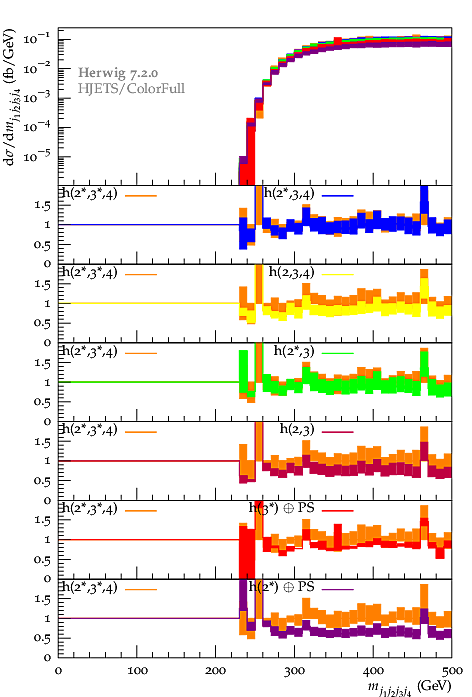 dσ/dm_{j₁j₂j₃j₄} (fb/GeV)
10⁻¹
10⁻²
10⁻³
10⁻⁴
10⁻⁵
Herwig 7.2.0
HJETS/ColorFull
h(2*,3*,4) h(2*,3,4)
1.5
1
0.5
0
h(2*,3*,4) h(2,3,4)
1.5
1
0.5
0
h(2*,3*,4) h(2*,3)
1.5
1
0.5
0
h(2*,3*,4) h(2,3)
1.5
1
0.5
0
h(2*,3*,4) h(3*) ⊕ PS
1.5
1
0.5
0
h(2*,3*,4) h(2*) ⊕ PS
1.5
1
0.5
0
0 100 200 300 400 500
m_{j₁j₂j₃j₄} (GeV)